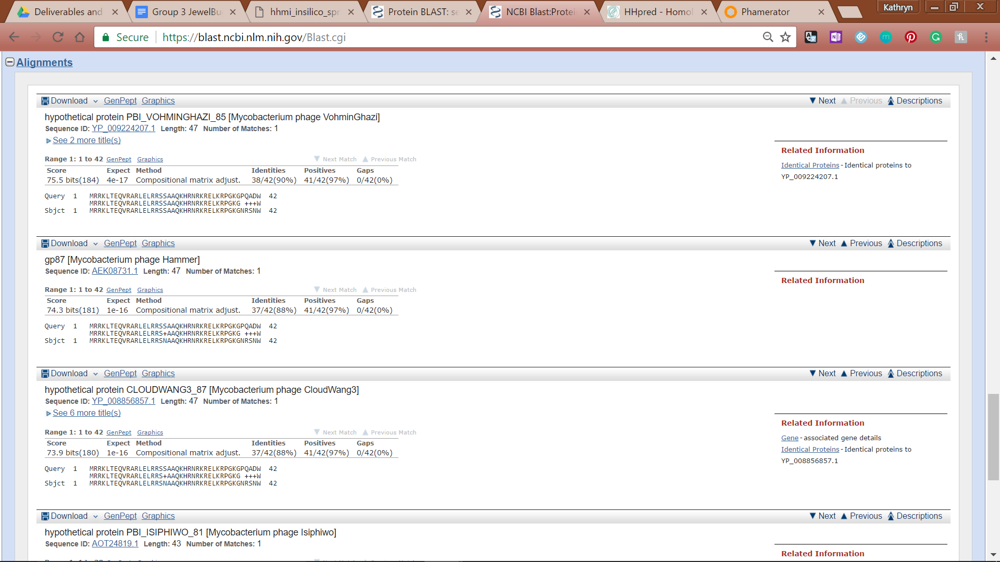 Deliverables and
Group 3 JewelBu
hhmi_insilico_spr
Protein BLAST: se
NCBI Blast:Protein
HHpred - Homol
Phamerator
Kathryn
Secure https://blast.ncbi.nlm.nih.gov/Blast.cgi
Alignments
Download GenPept Graphics Next Previous Descriptions
hypothetical protein PBI_VOHMINGHAZI_85 [Mycobacterium phage VohminGhazi]
Sequence ID: YP_009224207.1 Length: 47 Number of Matches: 1
See 2 more title(s)
Related Information
Identical Proteins - Identical proteins to
YP_009224207.1
Range 1: 1 to 42 GenPept Graphics Next Match Previous Match
Score Expect Method Identities Positives Gaps
75.5 bits(184) 4e-17 Compositional matrix adjust. 38/42(90%) 41/42(97%) 0/42(0%)
Query 1 MRRKLTEQVRARLELRRSSAAQKHRNRKRELKRPGKGPQADW 42
MRRKLTEQVRARLELRRSSAAQKHRNRKRELKRPGKG +++W
Sbjct 1 MRRKLTEQVRARLELRRSSAAQKHRNRKRELKRPGKGNRSNW 42
Download GenPept Graphics Next Previous Descriptions
gp87 [Mycobacterium phage Hammer]
Sequence ID: AEK08731.1 Length: 47 Number of Matches: 1
Related Information
Range 1: 1 to 42 GenPept Graphics Next Match Previous Match
Score Expect Method Identities Positives Gaps
74.3 bits(181) 1e-16 Compositional matrix adjust. 37/42(88%) 41/42(97%) 0/42(0%)
Query 1 MRRKLTEQVRARLELRRSSAAQKHRNRKRELKRPGKGPQADW 42
MRRKLTEQVRARLELRRS+AAQKHRNRKRELKRPGKG +++W
Sbjct 1 MRRKLTEQVRARLELRRSNAAQKHRNRKRELKRPGKGNRSNW 42
Download GenPept Graphics Next Previous Descriptions
hypothetical protein CLOUDWANG3_87 [Mycobacterium phage CloudWang3]
Sequence ID: YP_008856857.1 Length: 47 Number of Matches: 1
See 6 more title(s)
Related Information
Gene - associated gene details
Identical Proteins - Identical proteins to
YP_008856857.1
Range 1: 1 to 42 GenPept Graphics Next Match Previous Match
Score Expect Method Identities Positives Gaps
73.9 bits(180) 1e-16 Compositional matrix adjust. 37/42(88%) 41/42(97%) 0/42(0%)
Query 1 MRRKLTEQVRARLELRRSSAAQKHRNRKRELKRPGKGPQADW 42
MRRKLTEQVRARLELRRS+AAQKHRNRKRELKRPGKG +++W
Sbjct 1 MRRKLTEQVRARLELRRSNAAQKHRNRKRELKRPGKGNRSNW 42
Download GenPept Graphics Next Previous Descriptions
hypothetical protein PBI_ISIPHIWO_81 [Mycobacterium phage Isiphiwo]
Sequence ID: AOT24819.1 Length: 43 Number of Matches: 1
Related Information